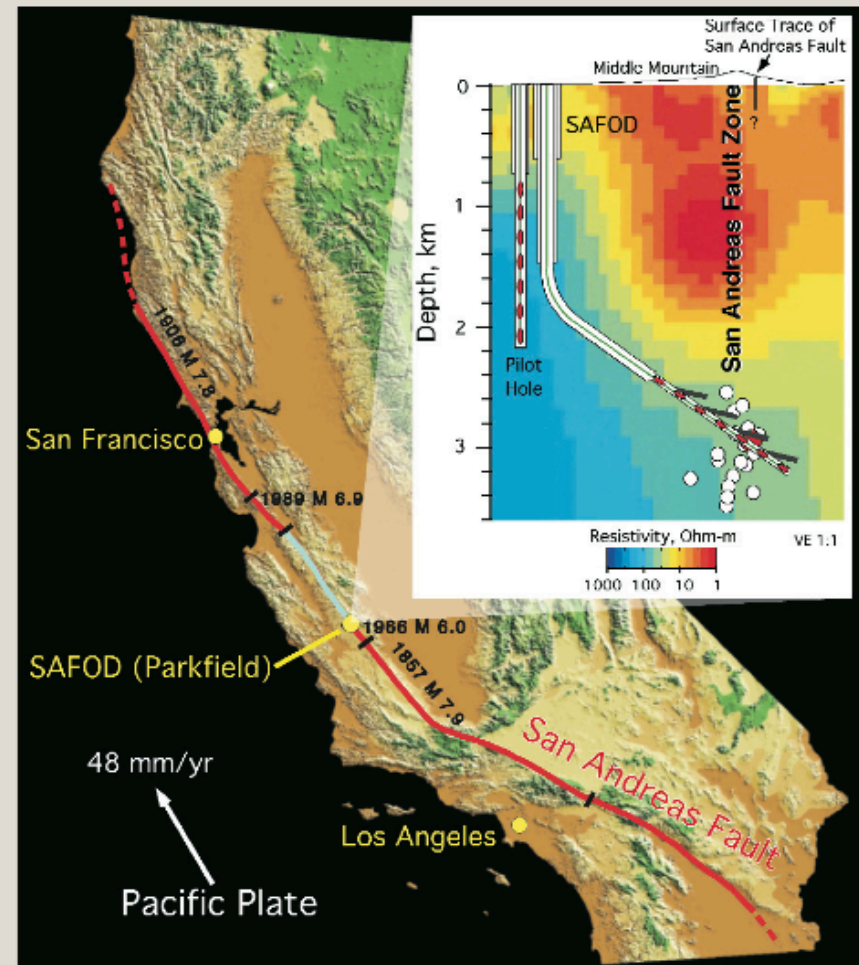 Surface Trace of
San Andreas Fault
Middle Mountain
0
SAFOD
?
San Andreas Fault Zone
1
Depth, km
2
Pilot
Hole
3
Resistivity, Ohm-m
VE 1:1
1000 100 10 1
1906 M 7.8
San Francisco
1989 M 6.9
1966 M 6.0
SAFOD (Parkfield)
1857 M 7.9
San Andreas Fault
48 mm/yr
Los Angeles
Pacific Plate